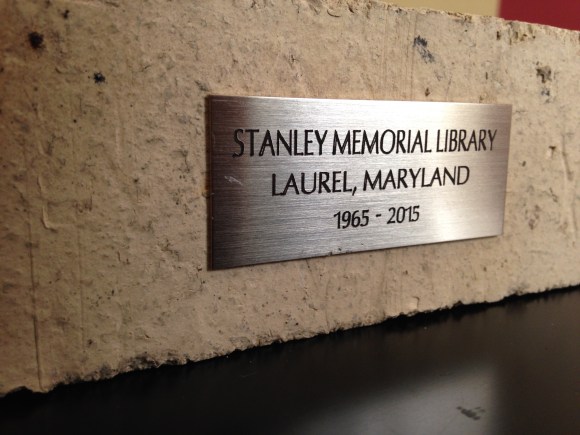 STANLEY MEMORIAL LIBRARY
LAUREL, MARYLAND
1965 - 2015